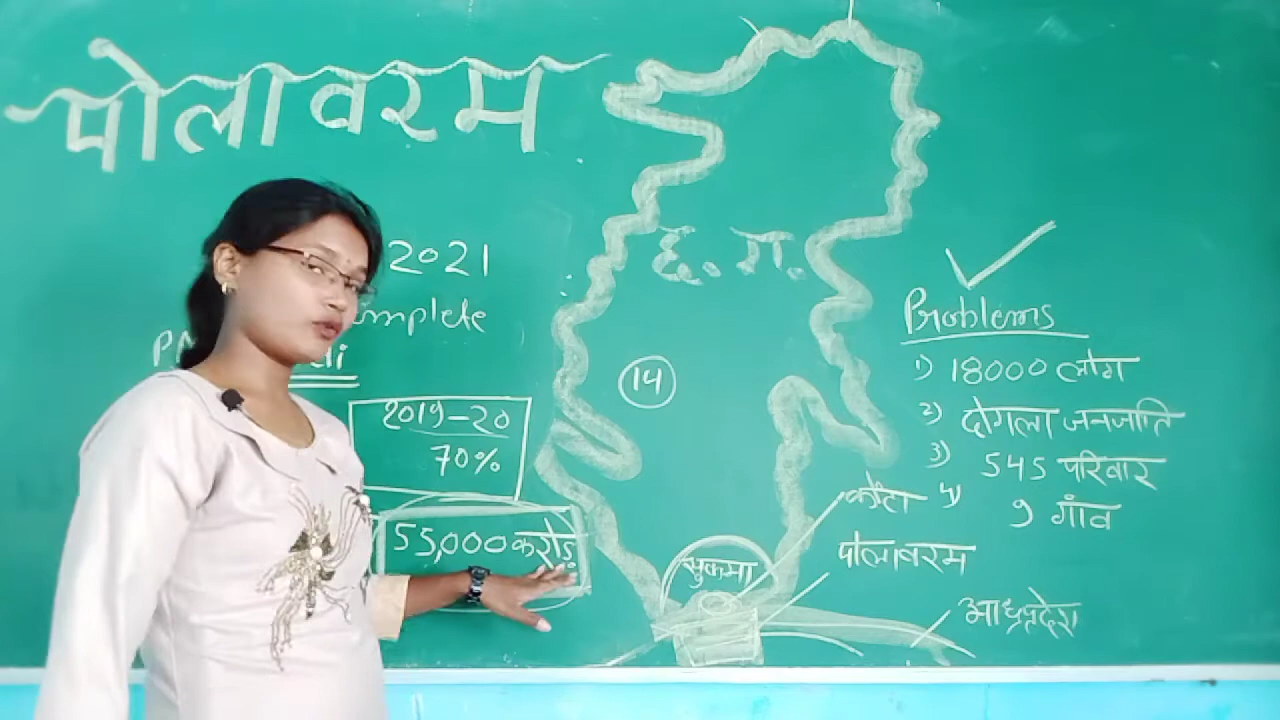 पोलावरम
2021
omplete
छ. ग.
2019-20
70%
14
55,000 करोड़
Problems
1) 18000 लोग
2) दोगला जनजाति
3) 545 परिवार
4) 9 गाँव
कोंटा
सुकमा
पोलावरम
आंध्रप्रदेश